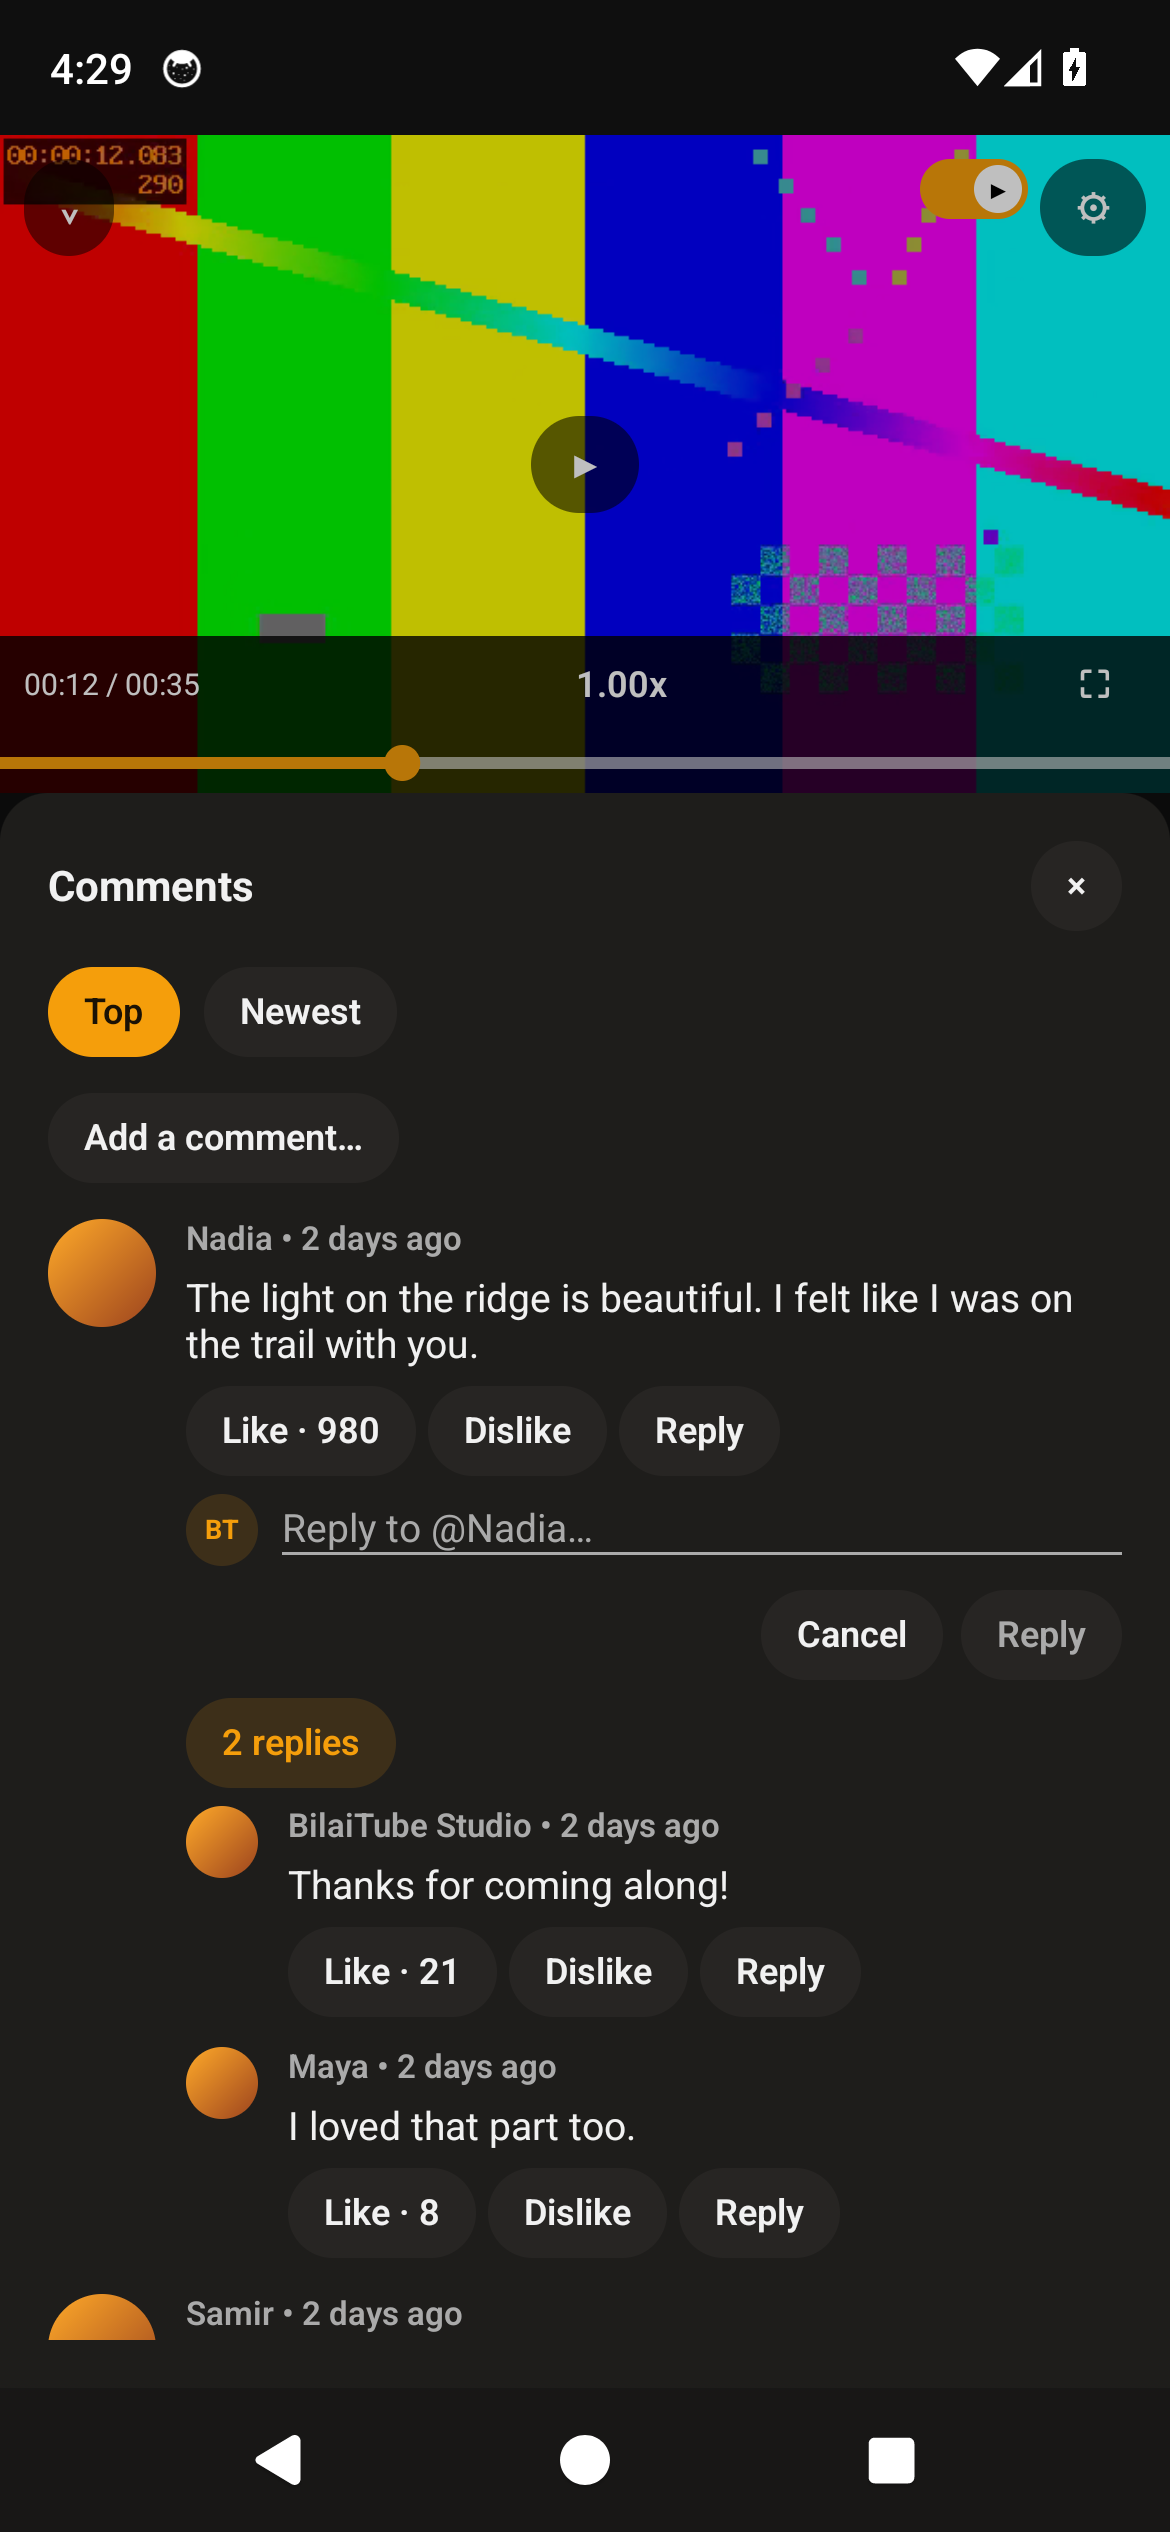 4:29
00:00:12.083
290
00:12 / 00:35
1.00x
Comments
Top
Newest
Add a comment...
Nadia • 2 days ago
The light on the ridge is beautiful. I felt like I was on
the trail with you.
Like · 980
Dislike
Reply
BT
Reply to @Nadia...
Cancel
Reply
2 replies
BilaiTube Studio • 2 days ago
Thanks for coming along!
Like · 21
Dislike
Reply
Maya • 2 days ago
I loved that part too.
Like · 8
Dislike
Reply
Samir • 2 days ago